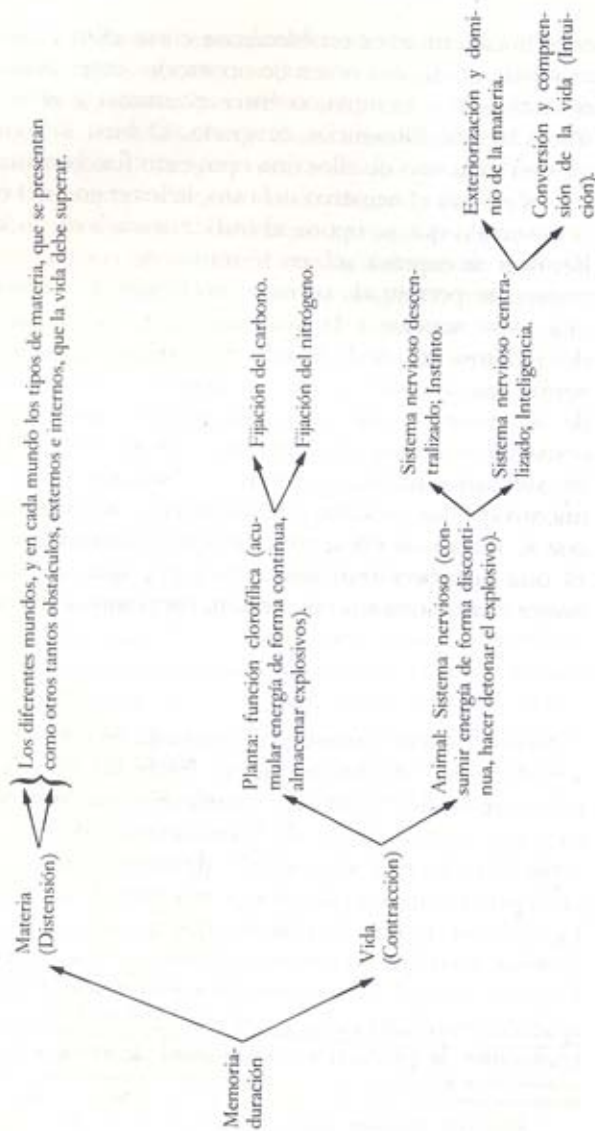 Memoria-
duración
Materia
(Distensión)
Los diferentes mundos, y en cada mundo los tipos de materia, que se presentan
como otros tantos obstáculos, externos e internos, que la vida debe superar.
Vida
(Contracción)
Planta: función clorofílica (acu-
mular energía de forma continua,
almacenar explosivos).
Fijación del carbono.
Fijación del nitrógeno.
Animal: Sistema nervioso (con-
sumir energía de forma disconti-
nua, hacer detonar el explosivo).
Sistema nervioso descen-
tralizado; Instinto.
Sistema nervioso centra-
lizado; Inteligencia.
Exteriorización y domi-
nio de la materia.
Conversión y compren-
sión de la vida (Intui-
ción).